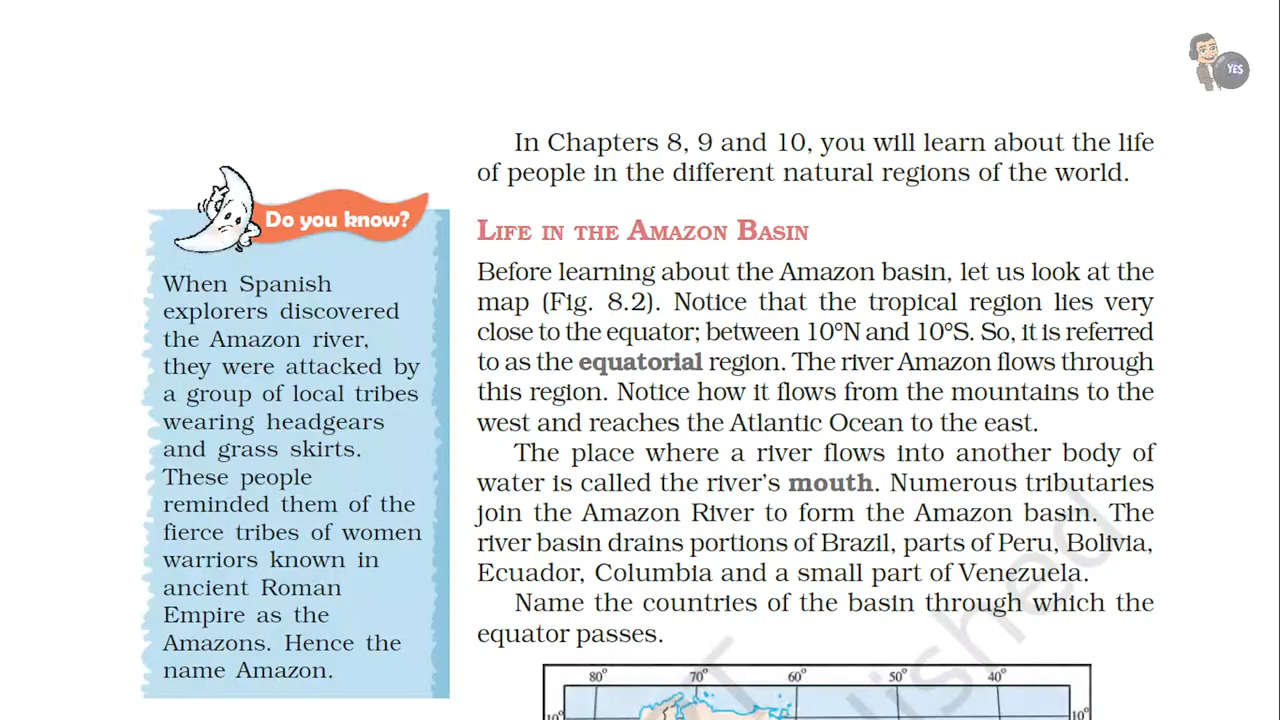 YES
In Chapters 8, 9 and 10, you will learn about the life
of people in the different natural regions of the world.
Do you know?
When Spanish
explorers discovered
the Amazon river,
they were attacked by
a group of local tribes
wearing headgears
and grass skirts.
These people
reminded them of the
fierce tribes of women
warriors known in
ancient Roman
Empire as the
Amazons. Hence the
name Amazon.
LIFE IN THE AMAZON BASIN
Before learning about the Amazon basin, let us look at the
map (Fig. 8.2). Notice that the tropical region lies very
close to the equator; between 10°N and 10°S. So, it is referred
to as the equatorial region. The river Amazon flows through
this region. Notice how it flows from the mountains to the
west and reaches the Atlantic Ocean to the east.
The place where a river flows into another body of
water is called the river's mouth. Numerous tributaries
join the Amazon River to form the Amazon basin. The
river basin drains portions of Brazil, parts of Peru, Bolivia,
Ecuador, Columbia and a small part of Venezuela.
Name the countries of the basin through which the
equator passes.
80° 70° 60° 50° 40°
10° 10°